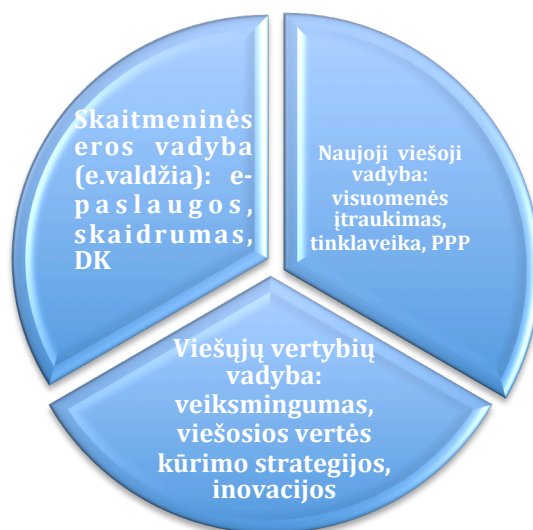 Skaitmeninės
eros vadyba
(e.valdžia): e-
paslaugos,
skaidrumas,
DK
Naujoji viešoji
vadyba:
visuomenės
įtraukimas,
tinklaveika, PPP
Viešųjų vertybių
vadyba:
veiksmingumas,
viešosios vertės
kūrimo strategijos,
inovacijos